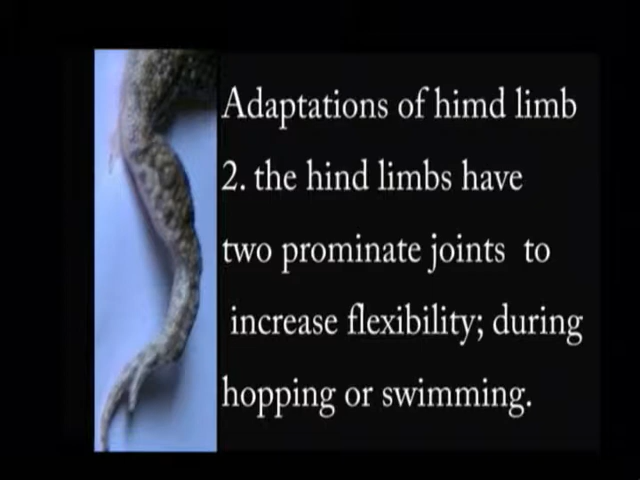 Adaptations of himd limb
2. the hind limbs have
two prominate joints to
increase flexibility; during
hopping or swimming.